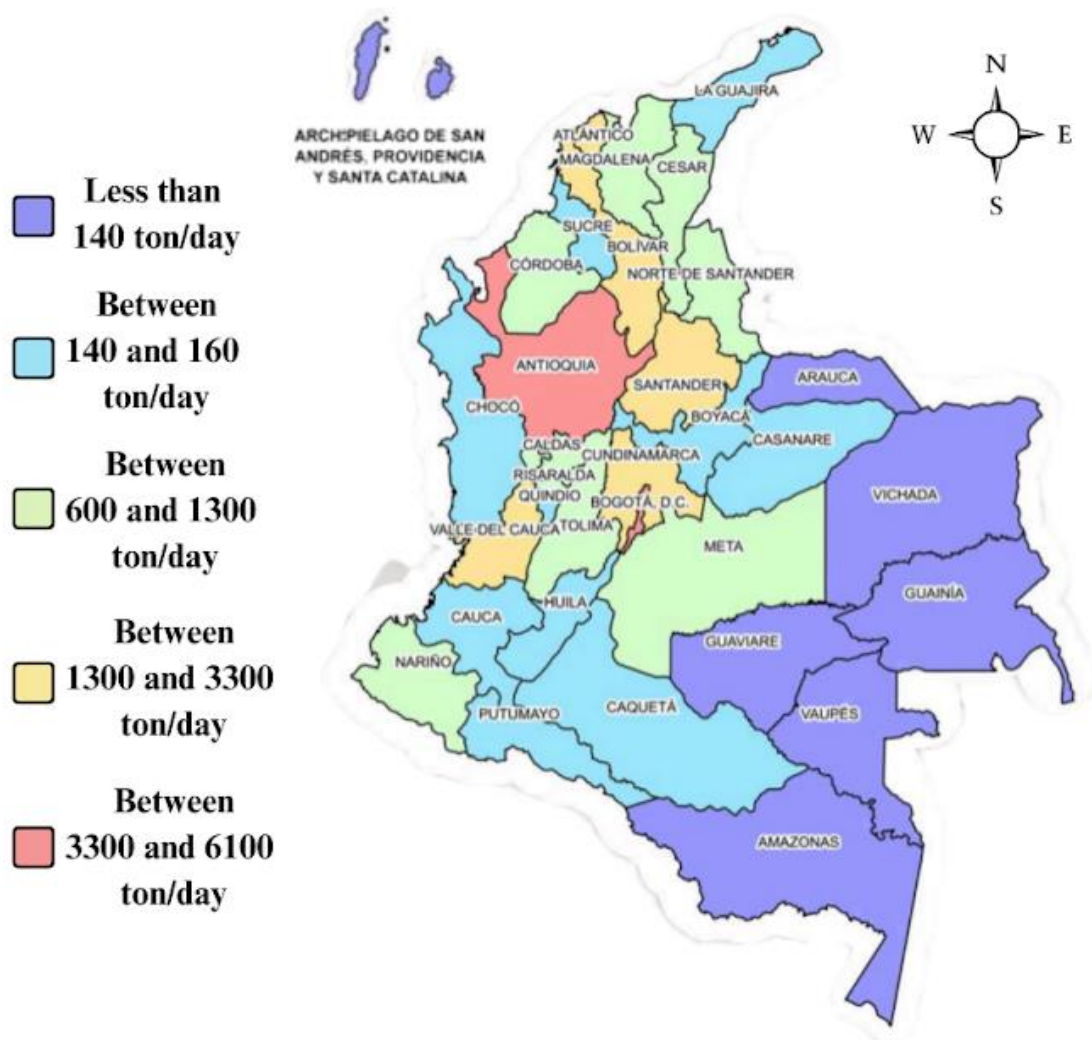 N
W E
S
ARCHIPIELAGO DE SAN
ANDRÉS, PROVIDENCIA
Y SANTA CATALINA
Less than
140 ton/day
Between
140 and 160
ton/day
Between
600 and 1300
ton/day
Between
1300 and 3300
ton/day
Between
3300 and 6100
ton/day
LA GUAJIRA
ATLÁNTICO
MAGDALENA
CESAR
SUCRE
BOLÍVAR
CÓRDOBA
NORTE DE SANTANDER
ANTIOQUIA
ARAUCA
SANTANDER
CHOCÓ
BOYACÁ
CASANARE
CALDAS
CUNDINAMARCA
RISARALDA
VICHADA
QUINDIO
BOGOTÁ, D.C.
VALLE DEL CAUCA
TOLIMA
META
GUAINÍA
HUILA
CAUCA
GUAVIARE
NARIÑO
CAQUETÁ
PUTUMAYO
VAUPÉS
AMAZONAS